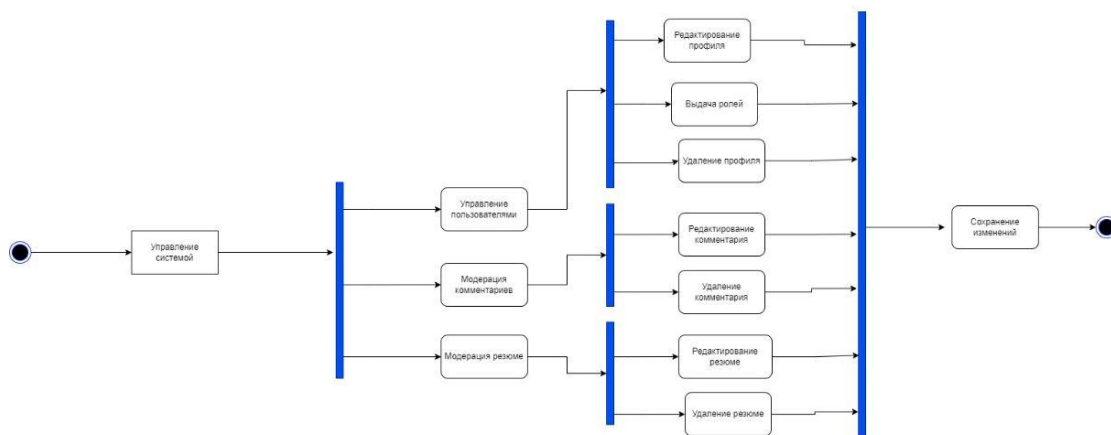 Управление
системой
Управление
пользователями
Модерация
комментариев
Модерация резюме
Редактирование
профиля
Выдача ролей
Удаление профиля
Редактирование
комментария
Удаление
комментария
Редактирование
резюме
Удаление резюме
Сохранение
изменений